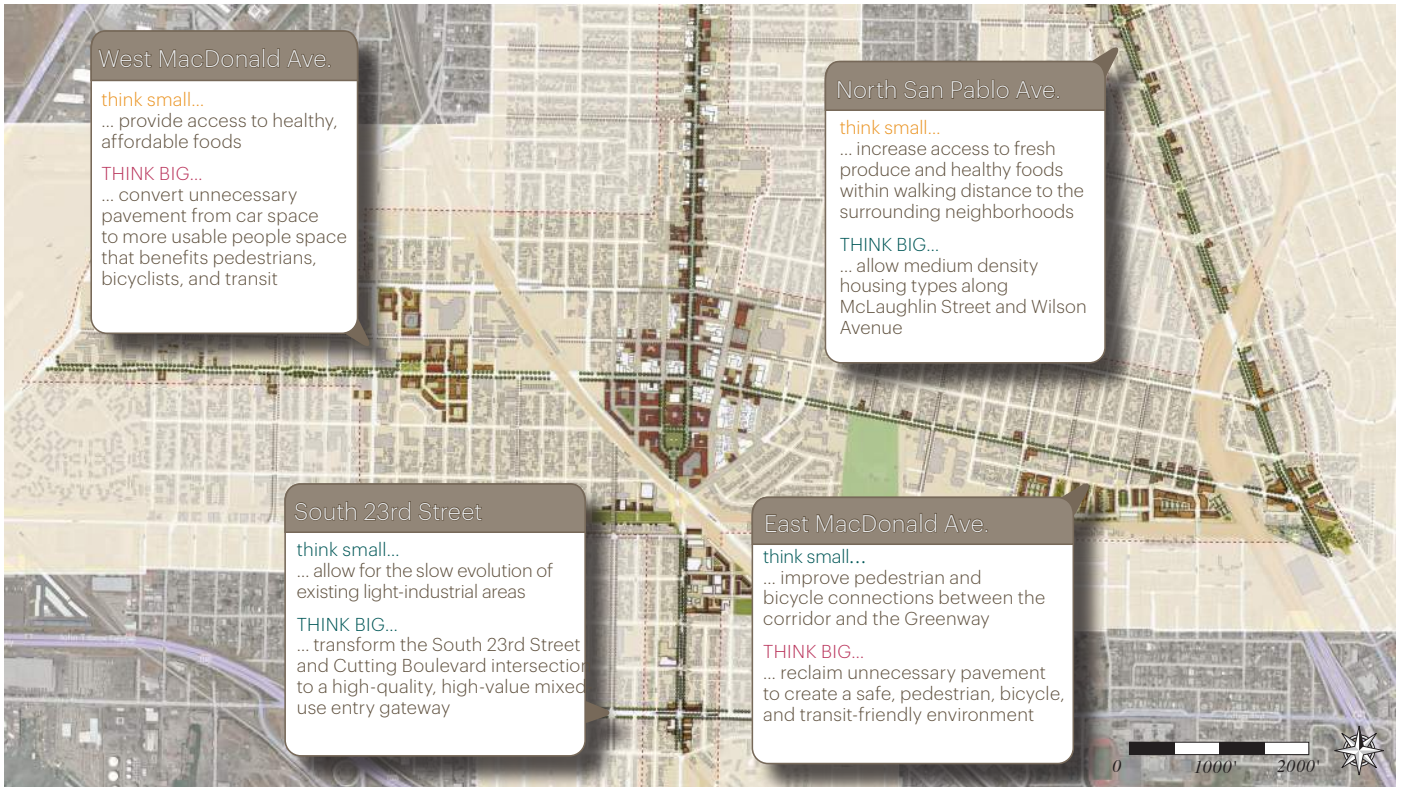 West MacDonald Ave.
think small...
... provide access to healthy,
affordable foods
THINK BIG...
... convert unnecessary
pavement from car space
to more usable people space
that benefits pedestrians,
bicyclists, and transit
North San Pablo Ave.
think small...
... increase access to fresh
produce and healthy foods
within walking distance to the
surrounding neighborhoods
THINK BIG...
... allow medium density
housing types along
McLaughlin Street and Wilson
Avenue
South 23rd Street
think small...
... allow for the slow evolution of
existing light-industrial areas
THINK BIG...
... transform the South 23rd Street
and Cutting Boulevard intersection
to a high-quality, high-value mixed
use entry gateway
East MacDonald Ave.
think small...
... improve pedestrian and
bicycle connections between the
corridor and the Greenway
THINK BIG...
... reclaim unnecessary pavement
to create a safe, pedestrian, bicycle,
and transit-friendly environment
0 1000' 2000'